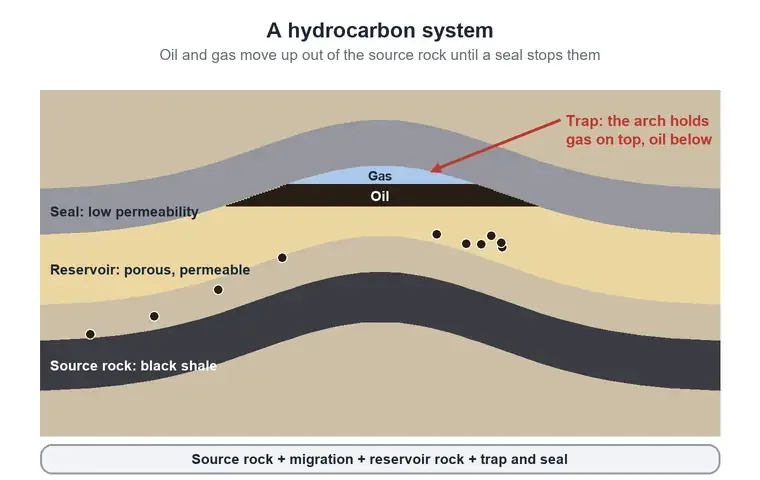 A hydrocarbon system
Oil and gas move up out of the source rock until a seal stops them
Trap: the arch holds
gas on top, oil below
Gas
Oil
Seal: low permeability
Reservoir: porous, permeable
Source rock: black shale
Source rock + migration + reservoir rock + trap and seal